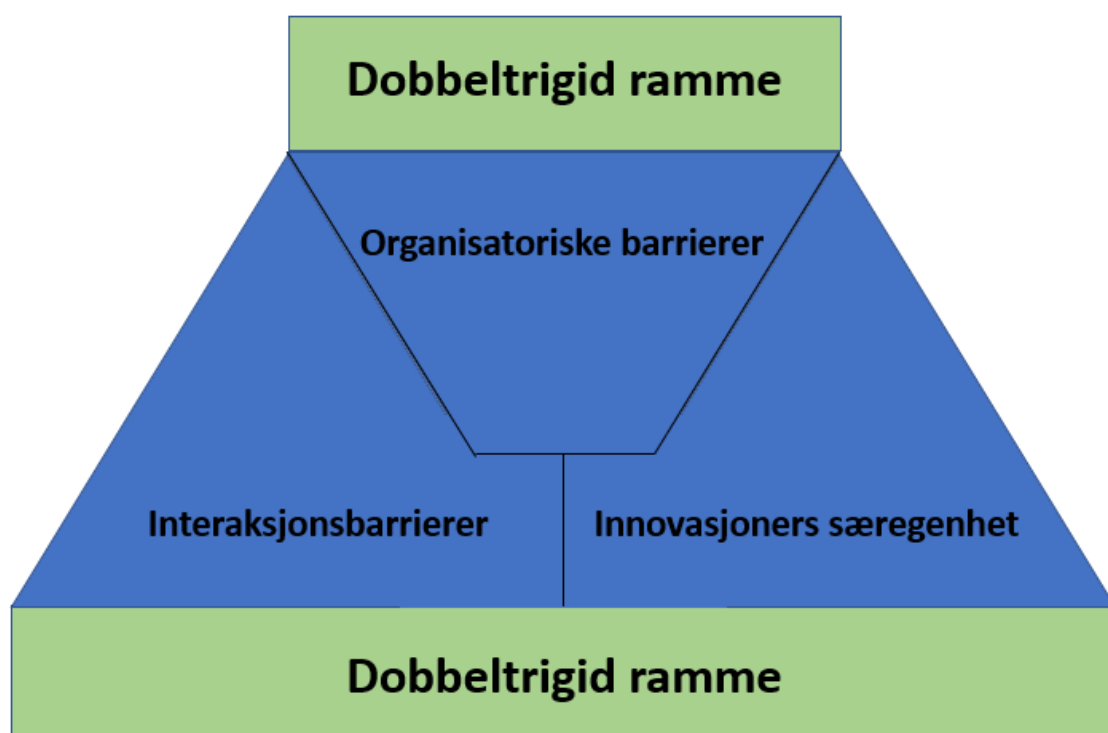 Dobbeltrigid ramme
Organisatoriske barrierer
Interaksjonsbarrierer
Innovasjoners særegenhet
Dobbeltrigid ramme